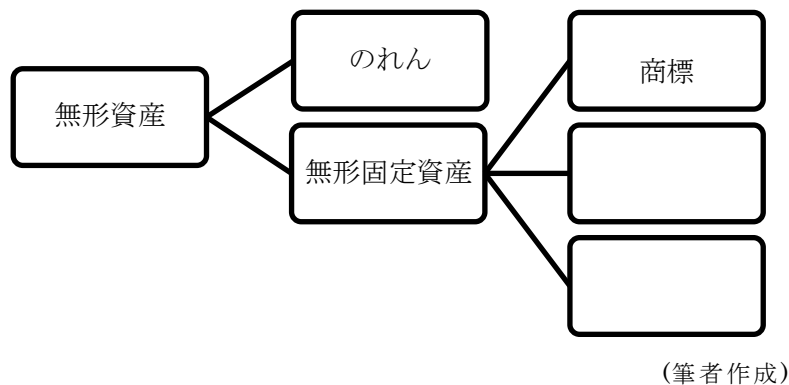 のれん
商標
無形資産
無形固定資産
(筆者作成)